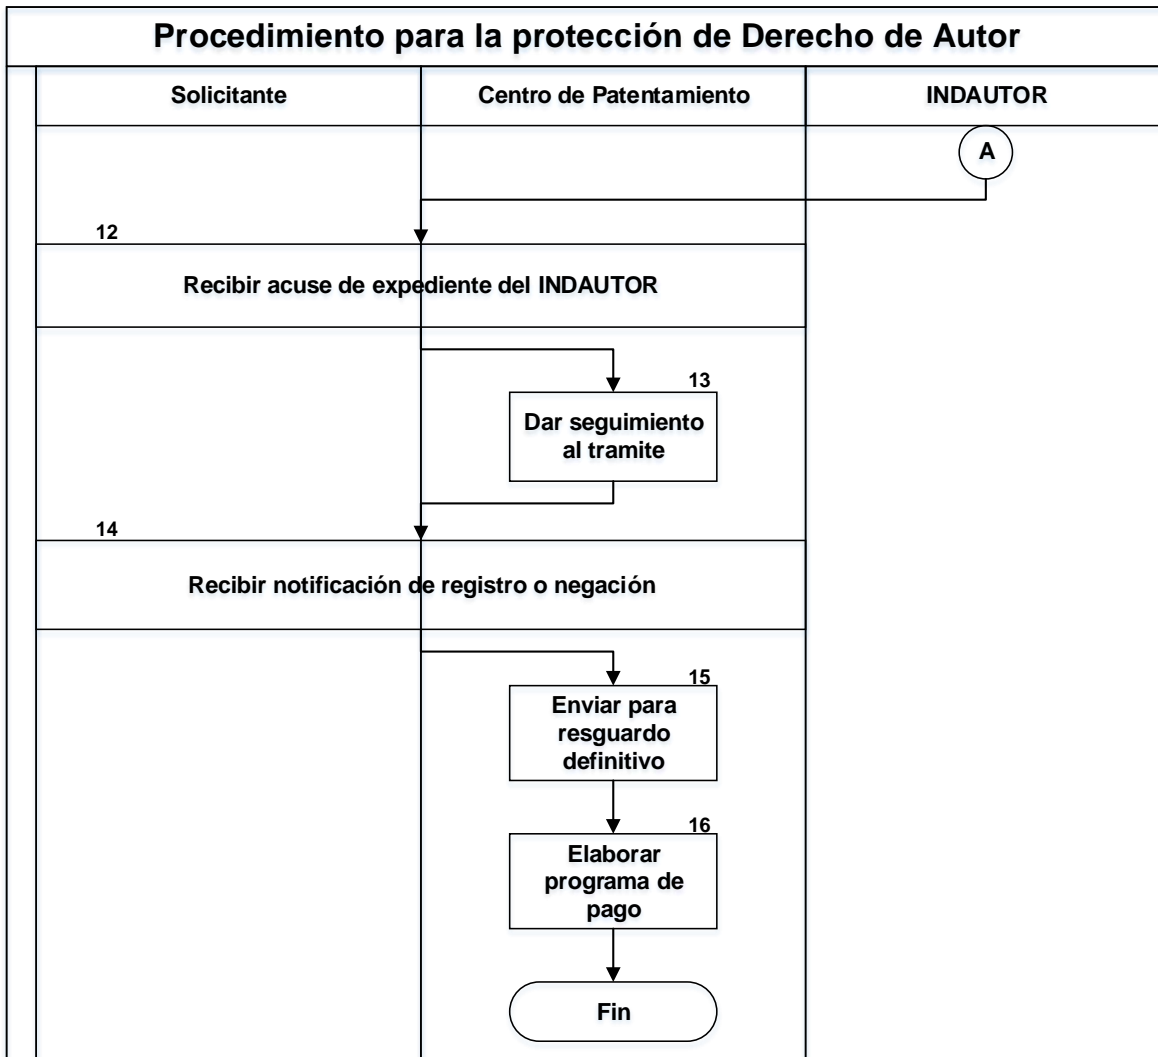 Procedimiento para la protección de Derecho de Autor
Solicitante
Centro de Patentamiento
INDAUTOR
A
12
Recibir acuse de expediente del INDAUTOR
13
Dar seguimiento
al tramite
14
Recibir notificación de registro o negación
15
Enviar para
resguardo
definitivo
16
Elaborar
programa de
pago
Fin